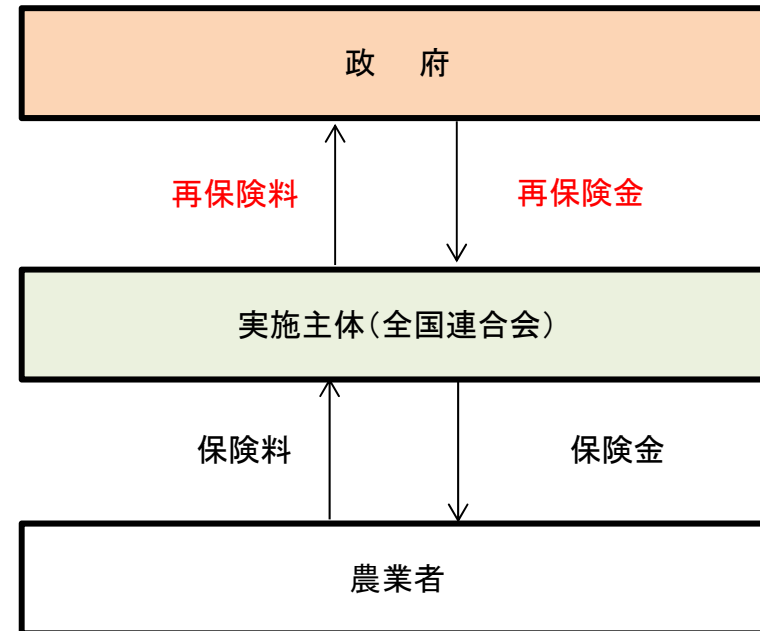 政　府
再保険料
再保険金
実施主体（全国連合会）
保険料
保険金
農業者